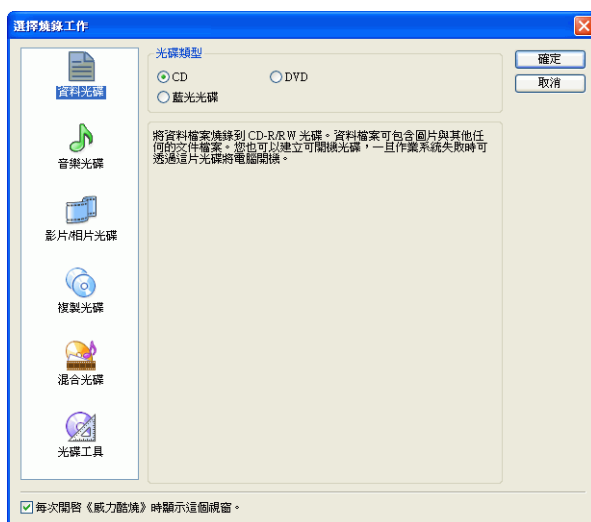 選擇燒錄工作
資料光碟
音樂光碟
影片/相片光碟
複製光碟
混合光碟
光碟工具
光碟類型
CD
DVD
藍光光碟
將資料檔案燒錄到 CD-R/RW 光碟。資料檔案可包含圖片與其他任
何的文件檔案。您也可以建立可開機光碟，一旦作業系統失敗時可
透過這片光碟將電腦開機。
確定
取消
每次開啓《威力酷燒》時顯示這個視窗。